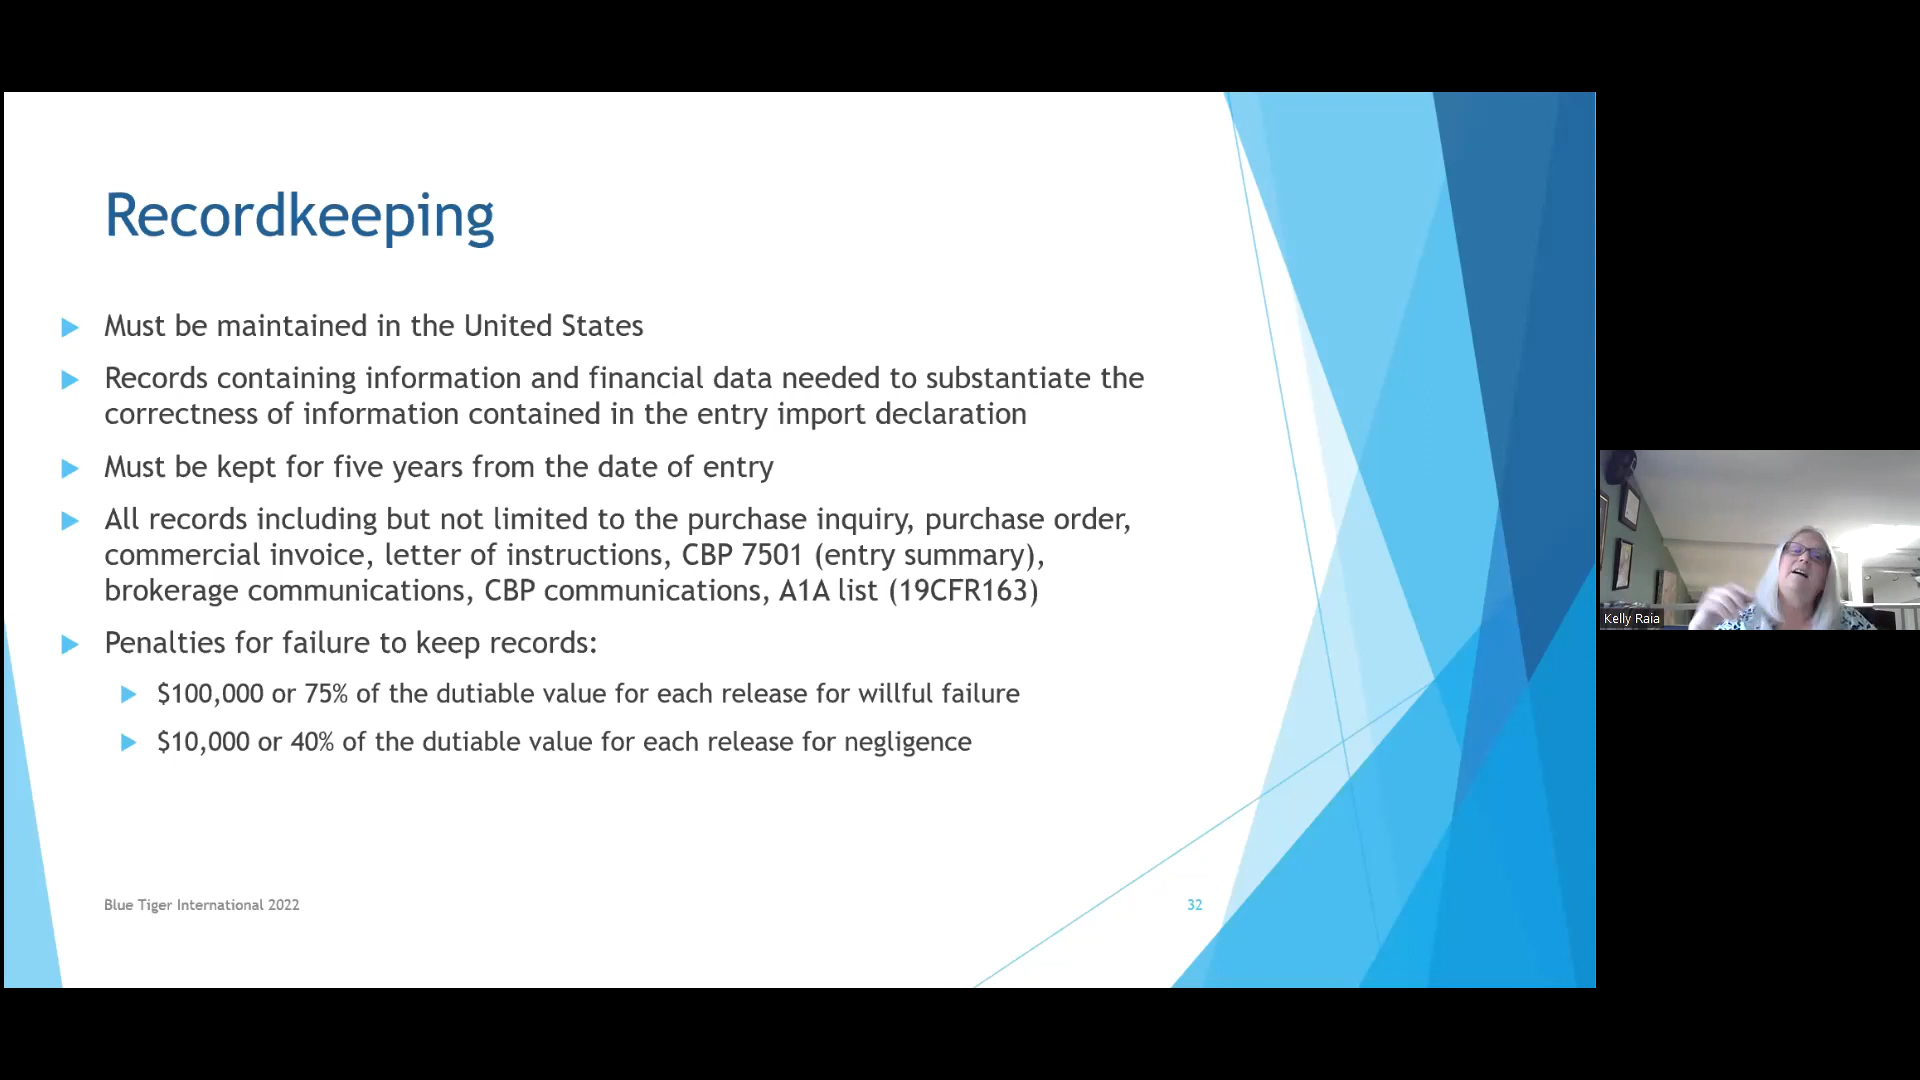 Recordkeeping
Must be maintained in the United States
Records containing information and financial data needed to substantiate the
correctness of information contained in the entry import declaration
Must be kept for five years from the date of entry
All records including but not limited to the purchase inquiry, purchase order,
commercial invoice, letter of instructions, CBP 7501 (entry summary),
brokerage communications, CBP communications, A1A list (19CFR163)
Penalties for failure to keep records:
$100,000 or 75% of the dutiable value for each release for willful failure
$10,000 or 40% of the dutiable value for each release for negligence
Blue Tiger International 2022
32
Kelly Raia